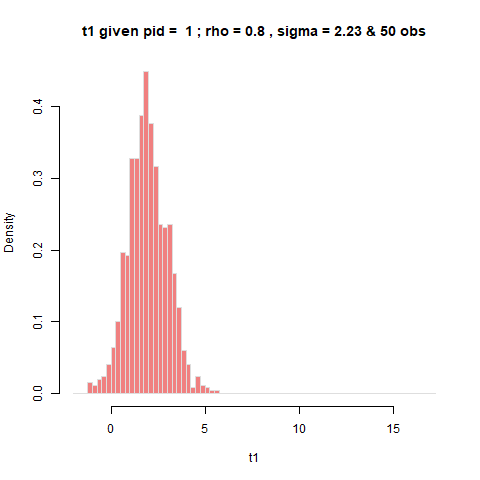 t1 given pid =  1 ; rho = 0.8 , sigma = 2.23 & 50 obs
Density
0.4
0.3
0.2
0.1
0.0
0 5 10 15
t1